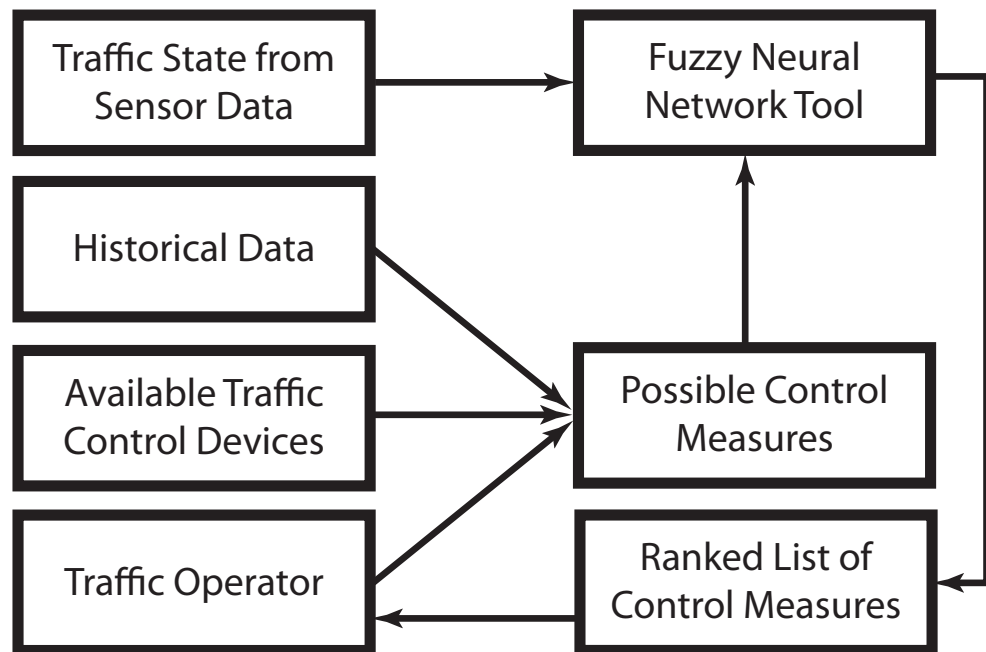 Traffic State from
Sensor Data
Fuzzy Neural
Network Tool
Historical Data
Available Traffic
Control Devices
Possible Control
Measures
Traffic Operator
Ranked List of
Control Measures